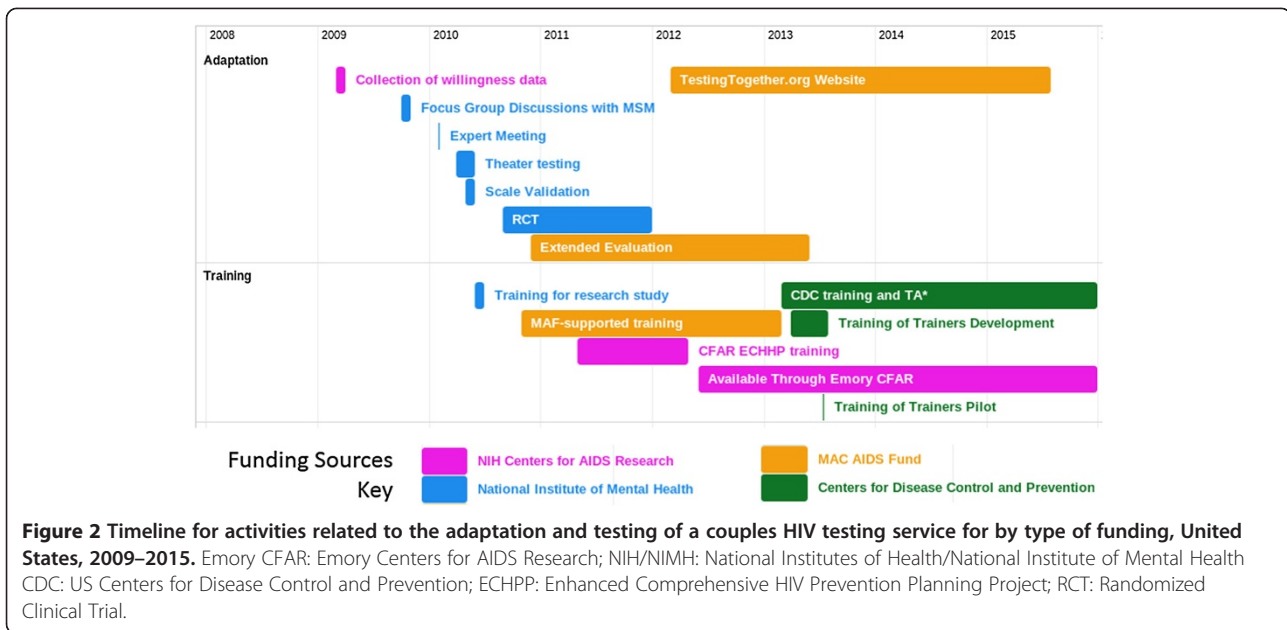 2008 2009 2010 2011 2012 2013 2014 2015
Adaptation
Collection of willingness data
TestingTogether.org Website
Focus Group Discussions with MSM
Expert Meeting
Theater testing
Scale Validation
RCT
Extended Evaluation
Training
Training for research study
CDC training and TA*
MAF-supported training
Training of Trainers Development
CFAR ECHHP training
Available Through Emory CFAR
Training of Trainers Pilot
Funding Sources
Key
NIH Centers for AIDS Research
MAC AIDS Fund
National Institute of Mental Health
Centers for Disease Control and Prevention
Figure 2 Timeline for activities related to the adaptation and testing of a couples HIV testing service for by type of funding, United
States, 2009–2015. Emory CFAR: Emory Centers for AIDS Research; NIH/NIMH: National Institutes of Health/National Institute of Mental Health
CDC: US Centers for Disease Control and Prevention; ECHPP: Enhanced Comprehensive HIV Prevention Planning Project; RCT: Randomized
Clinical Trial.